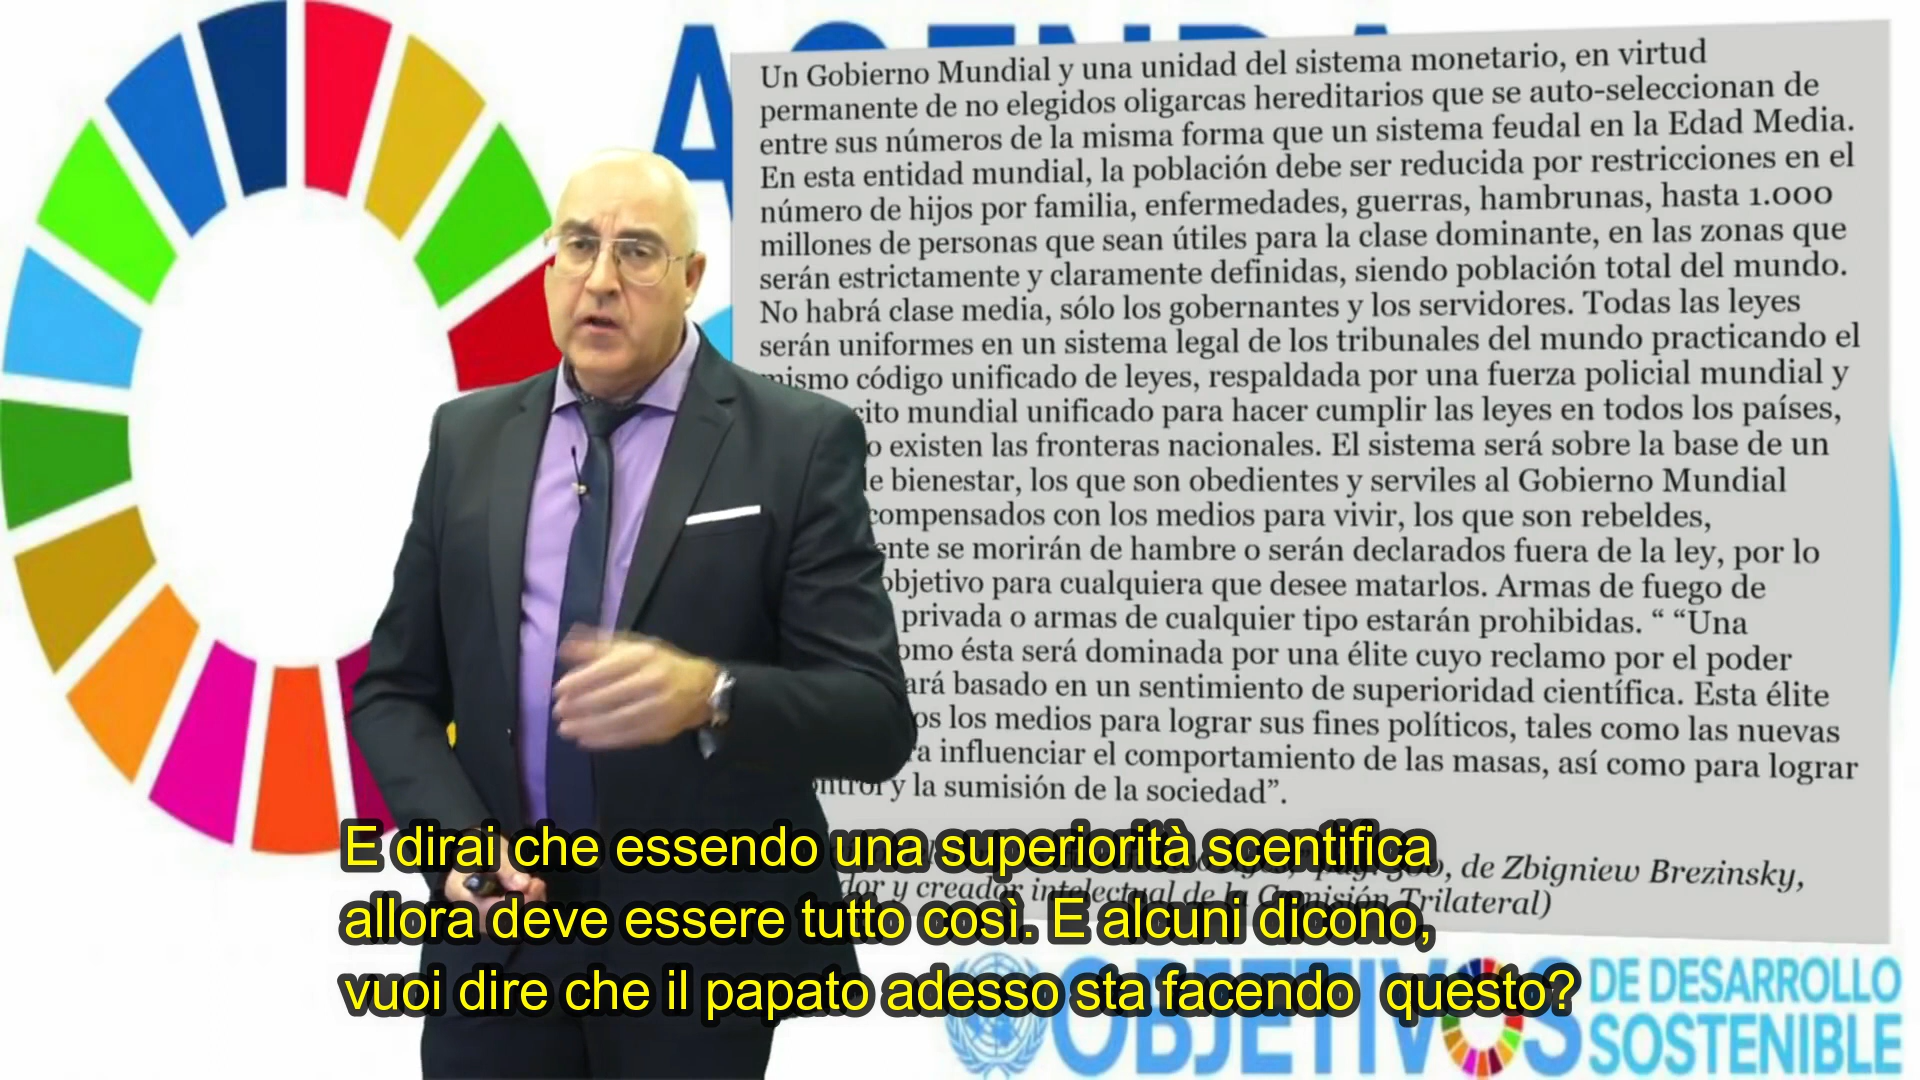 AGENDA
Un Gobierno Mundial y una unidad del sistema monetario, en virtud
permanente de no elegidos oligarcas hereditarios que se auto-seleccionan de
entre sus números de la misma forma que un sistema feudal en la Edad Media.
En esta entidad mundial, la población debe ser reducida por restricciones en el
número de hijos por familia, enfermedades, guerras, hambrunas, hasta 1.000
millones de personas que sean útiles para la clase dominante, en las zonas que
serán estrictamente y claramente definidas, siendo población total del mundo.
No habrá clase media, sólo los gobernantes y los servidores. Todas las leyes
serán uniformes en un sistema legal de los tribunales del mundo practicando el
mismo código unificado de leyes, respaldada por una fuerza policial mundial y
mundial unificado para hacer cumplir las leyes en todos los países,
existen las fronteras nacionales. El sistema será sobre la base de un
bienestar, los que son obedientes y serviles al Gobierno Mundial
compensados con los medios para vivir, los que son rebeldes,
se morirán de hambre o serán declarados fuera de la ley, por lo
objetivo para cualquiera que desee matarlos. Armas de fuego de
privada o armas de cualquier tipo estarán prohibidas. “ “Una
ésta será dominada por una élite cuyo reclamo por el poder
basado en un sentimiento de superioridad científica. Esta élite
los medios para lograr sus fines políticos, tales como las nuevas
influenciar el comportamiento de las masas, así como para lograr
y la sumisión de la sociedad”.
de Zbigniew Brezinsky,
y creador intelectual de la Comisión Trilateral)
E dirai che essendo una superiorità scentifica
allora deve essere tutto così. E alcuni dicono,
vuoi dire che il papato adesso sta facendo questo?
OBJETIVOS DE DESARROLLO
SOSTENIBLE